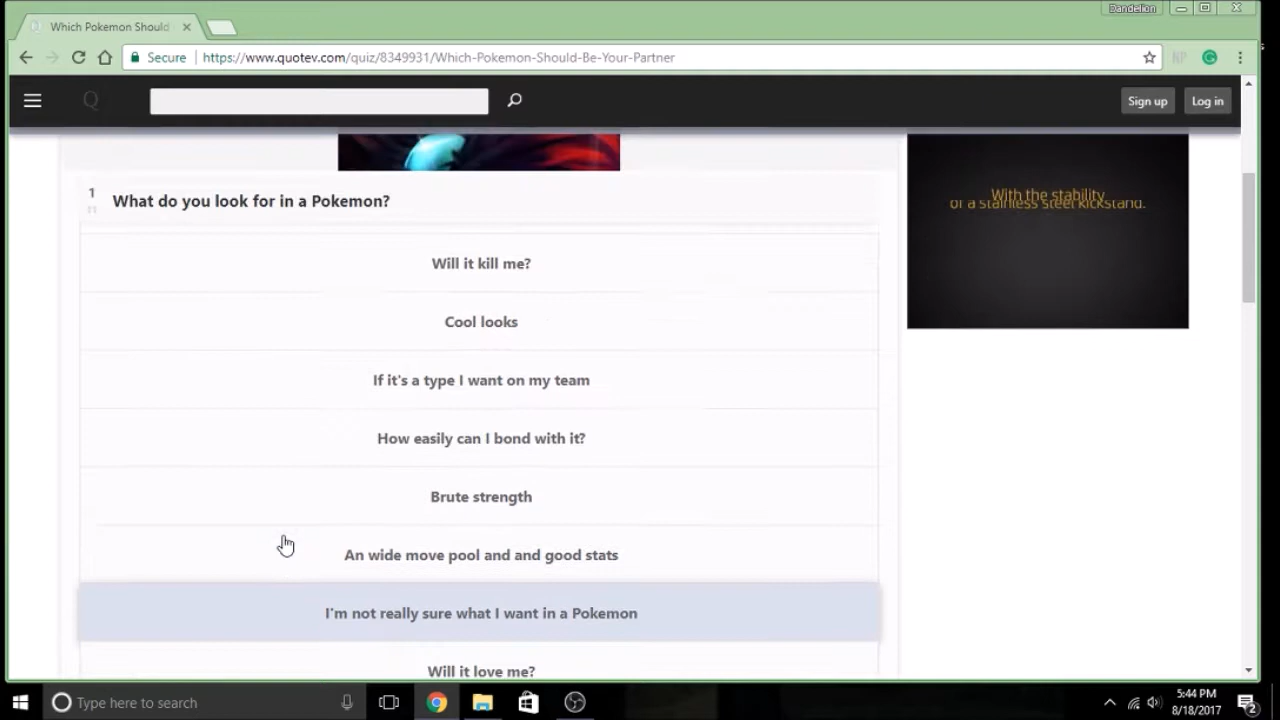 Dandelion
Which Pokemon Should
Secure
https://www.quotev.com/quiz/8349931/Which-Pokemon-Should-Be-Your-Partner
Q
Sign up
Log in
With the stability
of a stainless steel kickstand.
1
What do you look for in a Pokemon?
Will it kill me?
Cool looks
If it's a type I want on my team
How easily can I bond with it?
Brute strength
An wide move pool and and good stats
I'm not really sure what I want in a Pokemon
Will it love me?
Type here to search
5:44 PM
8/18/2017
2